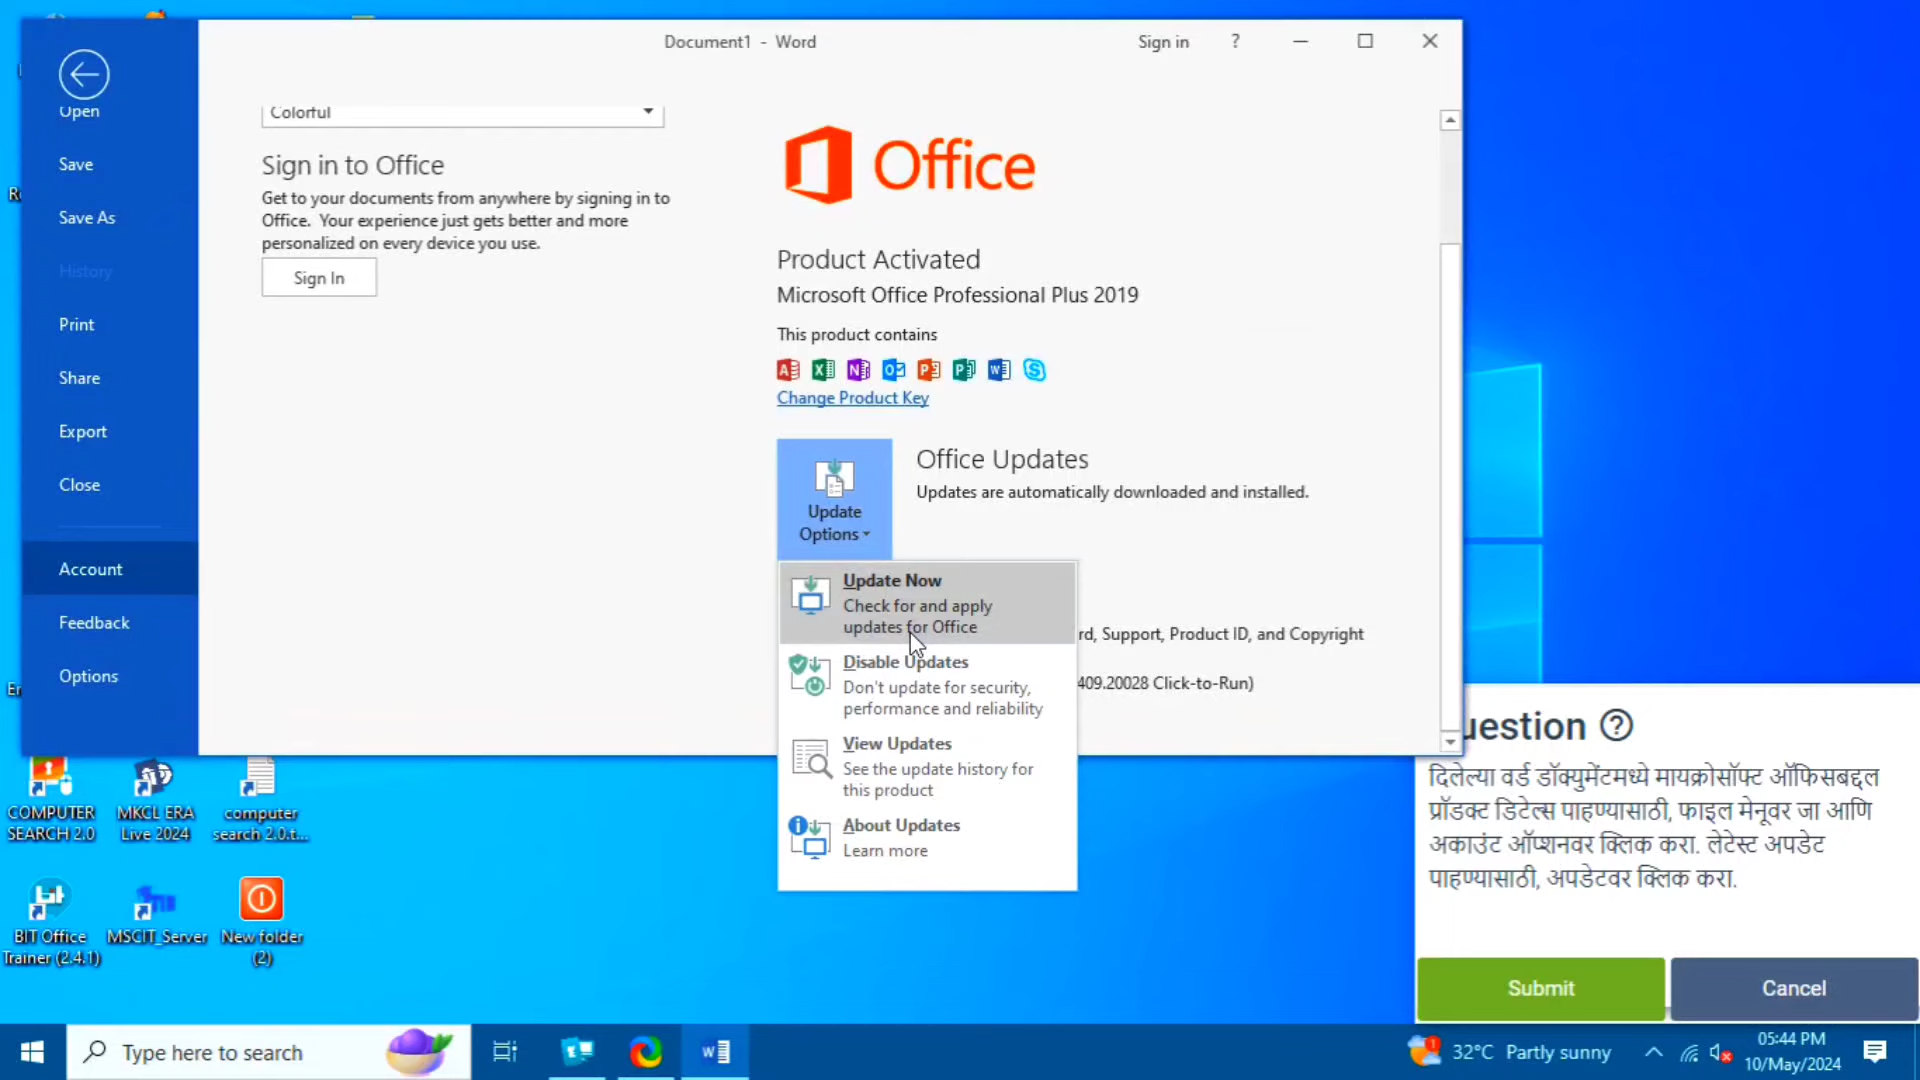 Document1 - Word
Sign in
?
Open
Save
Save As
History
Print
Share
Export
Close
Account
Feedback
Options
Colorful
Sign in to Office
Get to your documents from anywhere by signing in to
Office. Your experience just gets better and more
personalized on every device you use.
Sign In
Office
Product Activated
Microsoft Office Professional Plus 2019
This product contains
Change Product Key
Update
Options
Office Updates
Updates are automatically downloaded and installed.
Update Now
Check for and apply
updates for Office
Disable Updates
Don't update for security,
performance and reliability
View Updates
See the update history for
this product
About Updates
Learn more
rd, Support, Product ID, and Copyright
409.20028 Click-to-Run)
uestion
दिलेल्या वर्ड डॉक्युमेंटमध्ये मायक्रोसॉफ्ट ऑफिसबद्दल
प्रॉडक्ट डिटेल्स पाहण्यासाठी, फाइल मेनूवर जा आणि
अकाउंट ऑप्शनवर क्लिक करा. लेटेस्ट अपडेट
पाहण्यासाठी, अपडेटवर क्लिक करा.
Submit
Cancel
COMPUTER
SEARCH 2.0
MKCL ERA
Live 2024
computer
search 2.0.t...
BIT Office
Trainer (2.4.1)
MSCIT_Server
New folder
(2)
Type here to search
32°C Partly sunny
05:44 PM
10/May/2024